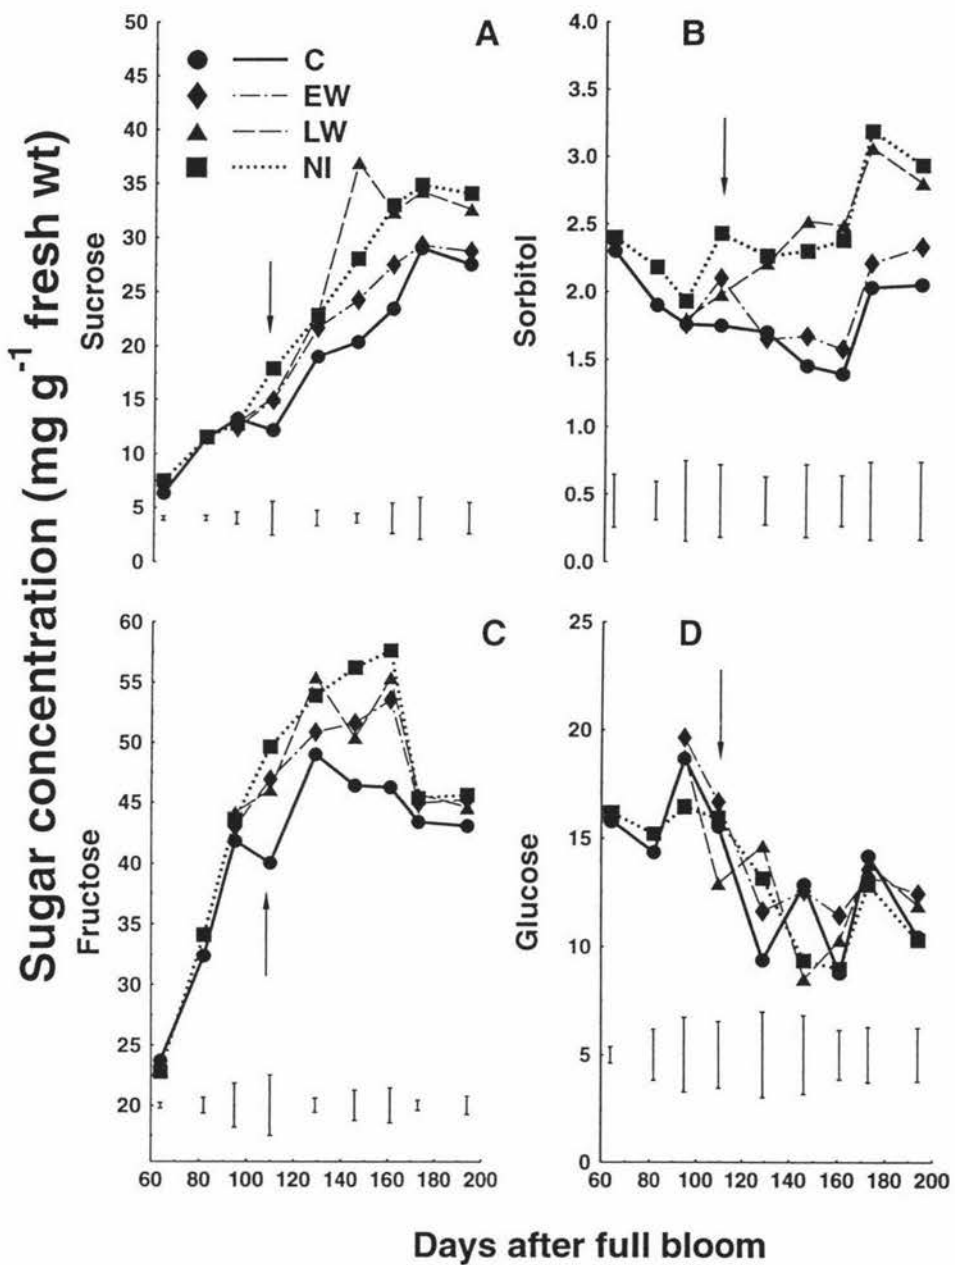 Sugar concentration (mg g-1 fresh wt)
Sucrose
50
45
40
35
30
25
20
15
10
5
0
A
C
EW
LW
NI
Sorbitol
4.0
3.5
3.0
2.5
2.0
1.5
1.0
0.5
0.0
B
Fructose
60
55
50
45
40
35
30
25
20
C
60 80 100 120 140 160 180 200
Glucose
25
20
15
10
5
0
D
60 80 100 120 140 160 180 200
Days after full bloom